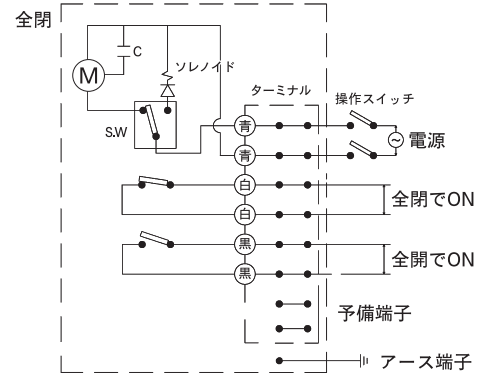 全閉
C
ソレノイド
M
ターミナル
操作スイッチ
S.W
青
電源
青
白
全閉でON
白
黒
全開でON
黒
予備端子
アース端子